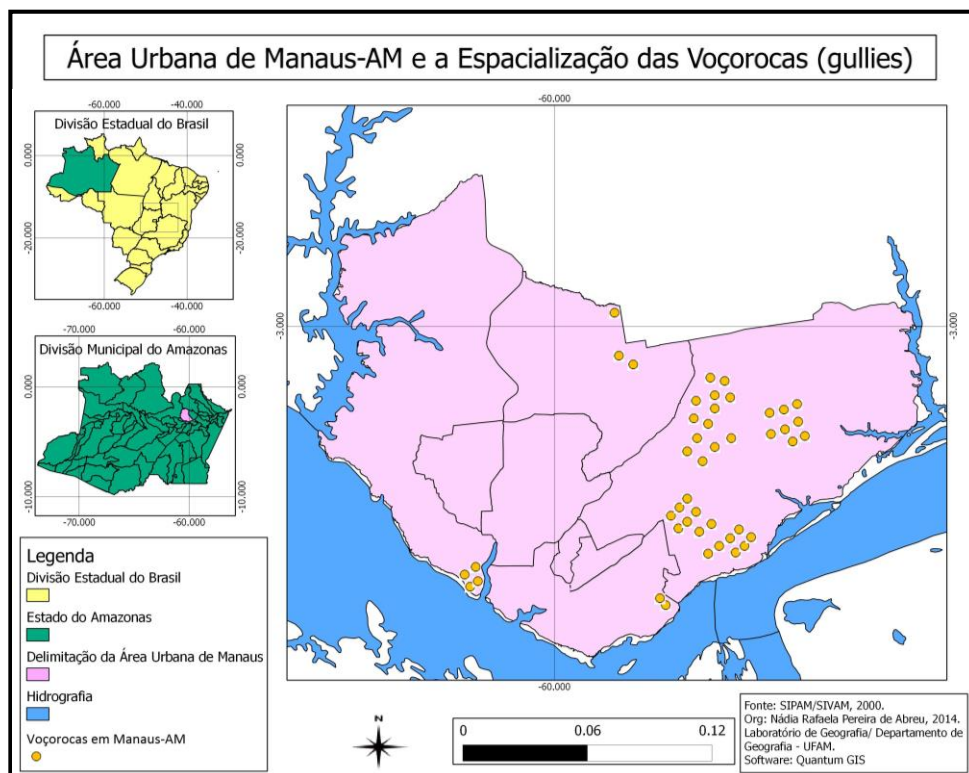 Área Urbana de Manaus-AM e a Espacialização das Voçorocas (gullies)
-60.000 -40.000
Divisão Estadual do Brasil
0.000 0.000
-20.000 -20.000
-60.000 -40.000
-70.000 -60.000
Divisão Municipal do Amazonas
0.000 0.000
-10.000 -10.000
-70.000 -60.000
-60.000
-3.000 -3.000
-60.000
Legenda
Divisão Estadual do Brasil
Estado do Amazonas
Delimitação da Área Urbana de Manaus
Hidrografia
Voçorocas em Manaus-AM
N
0 0.06 0.12
Fonte: SIPAM/SIVAM, 2000.
Org: Nádia Rafaela Pereira de Abreu, 2014.
Laboratório de Geografia/ Departamento de
Geografia - UFAM.
Software: Quantum GIS